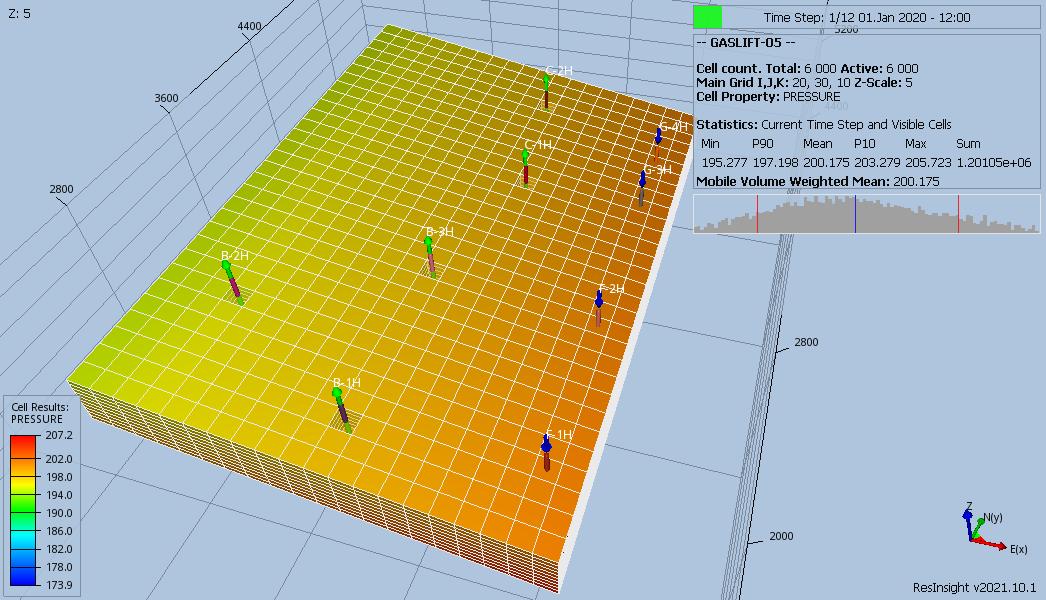 Z: 5
Time Step: 1/12 01.Jan 2020 - 12:00
4400
5200
-- GASLIFT-05 --
Cell count. Total: 6 000 Active: 6 000
Main Grid I,J,K: 20, 30, 10 Z-Scale: 5
Cell Property: PRESSURE
3600
4400
Statistics: Current Time Step and Visible Cells
Min P90 Mean P10 Max Sum
195.277 197.198 200.175 203.279 205.723 1.20105e+06
Mobile Volume Weighted Mean: 200.175
C-2H
G-4H
C-1H
G-3H
2800
B-3H
B-2H
F-2H
2800
B-1H
F-1H
Cell Results:
PRESSURE
207.2
202.0
198.0
194.0
190.0
186.0
182.0
178.0
173.9
2000
Z
N(y)
E(x)
ResInsight v2021.10.1